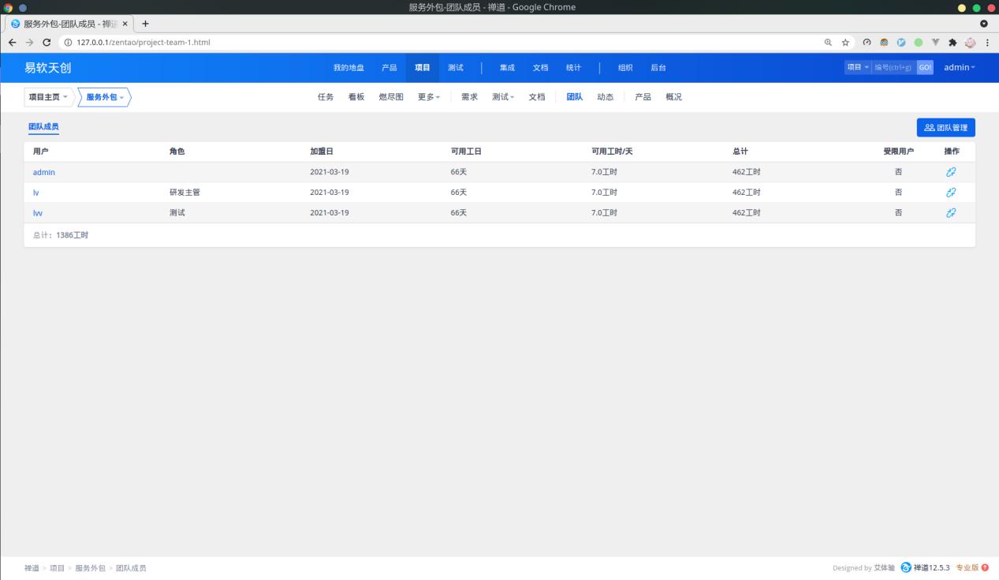 服务外包-团队成员 - 禅道 - Google Chrome
服务外包-团队成员 - 禅道
127.0.0.1/zentao/project-team-1.html
易软天创 我的地盘 产品 项目 测试 集成 文档 统计 组织 后台 项目 编号(ctrl+g) GO! admin
项目主页 服务外包 任务 看板 燃尽图 更多 需求 测试 文档 团队 动态 产品 概况
团队成员 团队管理
用户 角色 加盟日 可用工日 可用工时/天 总计 受限用户 操作
admin 2021-03-19 66天 7.0工时 462工时 否
lv 研发主管 2021-03-19 66天 7.0工时 462工时 否
lvv 测试 2021-03-19 66天 7.0工时 462工时 否
总计：1386工时
禅道 > 项目 > 服务外包 > 团队成员 Designed by 艾体验 禅道12.5.3 专业版